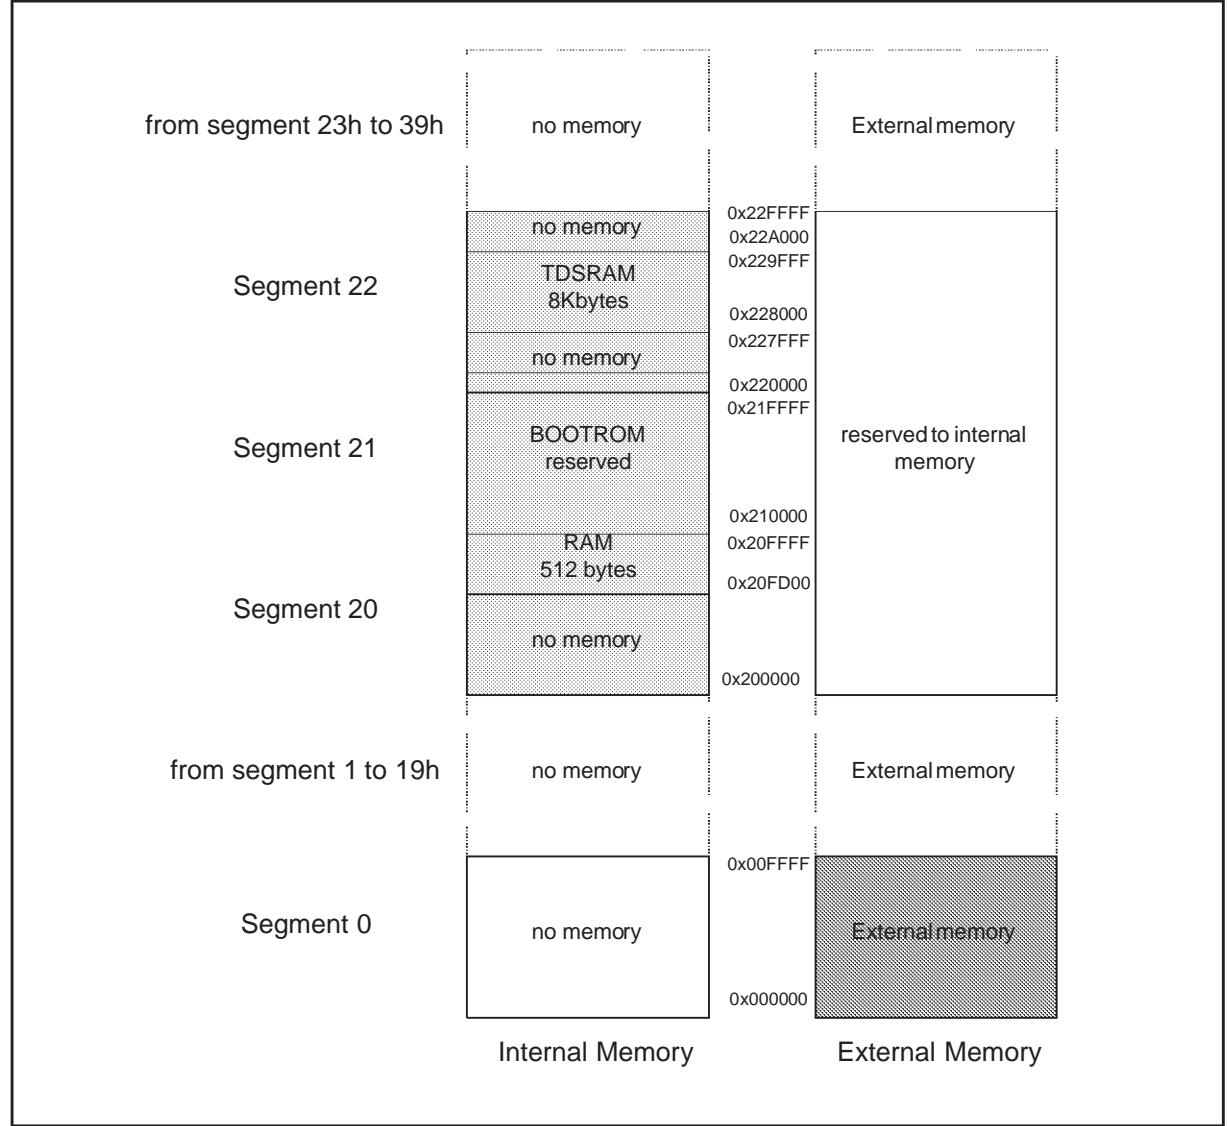 from segment 23h to 39h
no memory
External memory
0x22FFFF
no memory
0x22A000
0x229FFF
Segment 22
TDSRAM
8Kbytes
0x228000
0x227FFF
no memory
0x220000
0x21FFFF
Segment 21
BOOTROM
reserved
reserved to internal
memory
0x210000
0x20FFFF
RAM
512 bytes
0x20FD00
Segment 20
no memory
0x200000
from segment 1 to 19h
no memory
External memory
0x00FFFF
Segment 0
no memory
External memory
0x000000
Internal Memory
External Memory